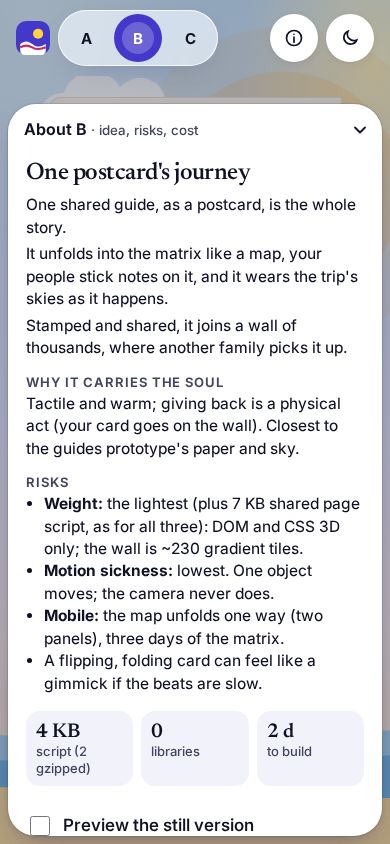 A B C
About B · idea, risks, cost
One postcard's journey
One shared guide, as a postcard, is the whole
story.
It unfolds into the matrix like a map, your
people stick notes on it, and it wears the trip's
skies as it happens.
Stamped and shared, it joins a wall of
thousands, where another family picks it up.
WHY IT CARRIES THE SOUL
Tactile and warm; giving back is a physical
act (your card goes on the wall). Closest to
the guides prototype's paper and sky.
RISKS
• Weight: the lightest (plus 7 KB shared page
script, as for all three): DOM and CSS 3D
only; the wall is ~230 gradient tiles.
• Motion sickness: lowest. One object
moves; the camera never does.
• Mobile: the map unfolds one way (two
panels), three days of the matrix.
• A flipping, folding card can feel like a
gimmick if the beats are slow.
4 KB
script (2
gzipped)
0
libraries
2 d
to build
Preview the still version